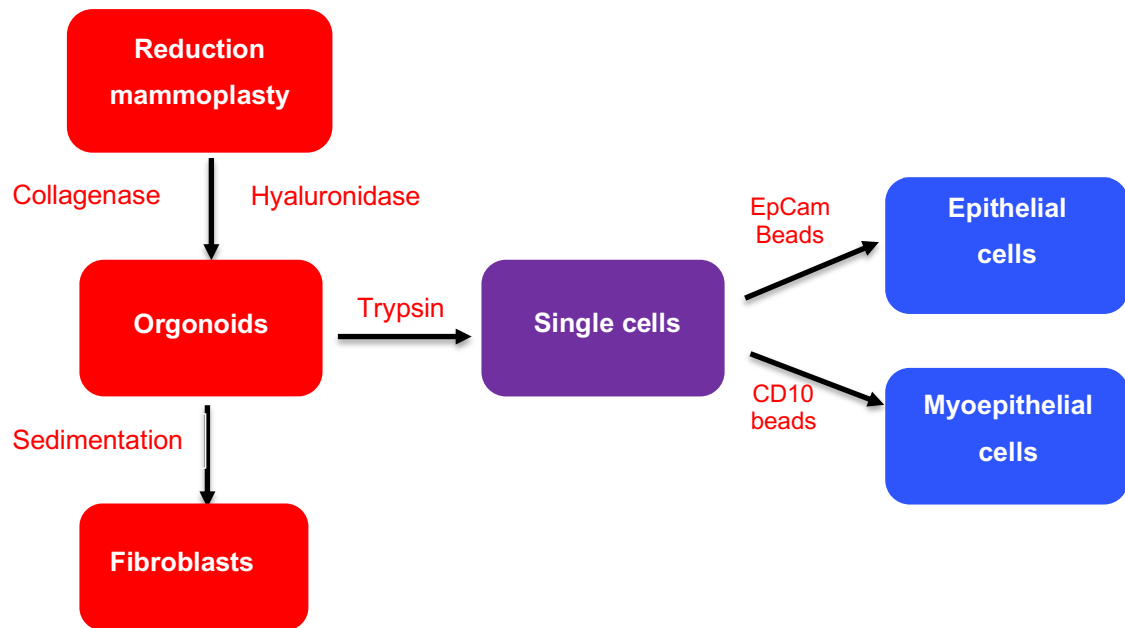 Reduction
mammoplasty
Collagenase
Hyaluronidase
EpCam
Beads
Epithelial
cells
Orgonoids
Trypsin
Single cells
CD10
beads
Myoepithelial
cells
Sedimentation
Fibroblasts